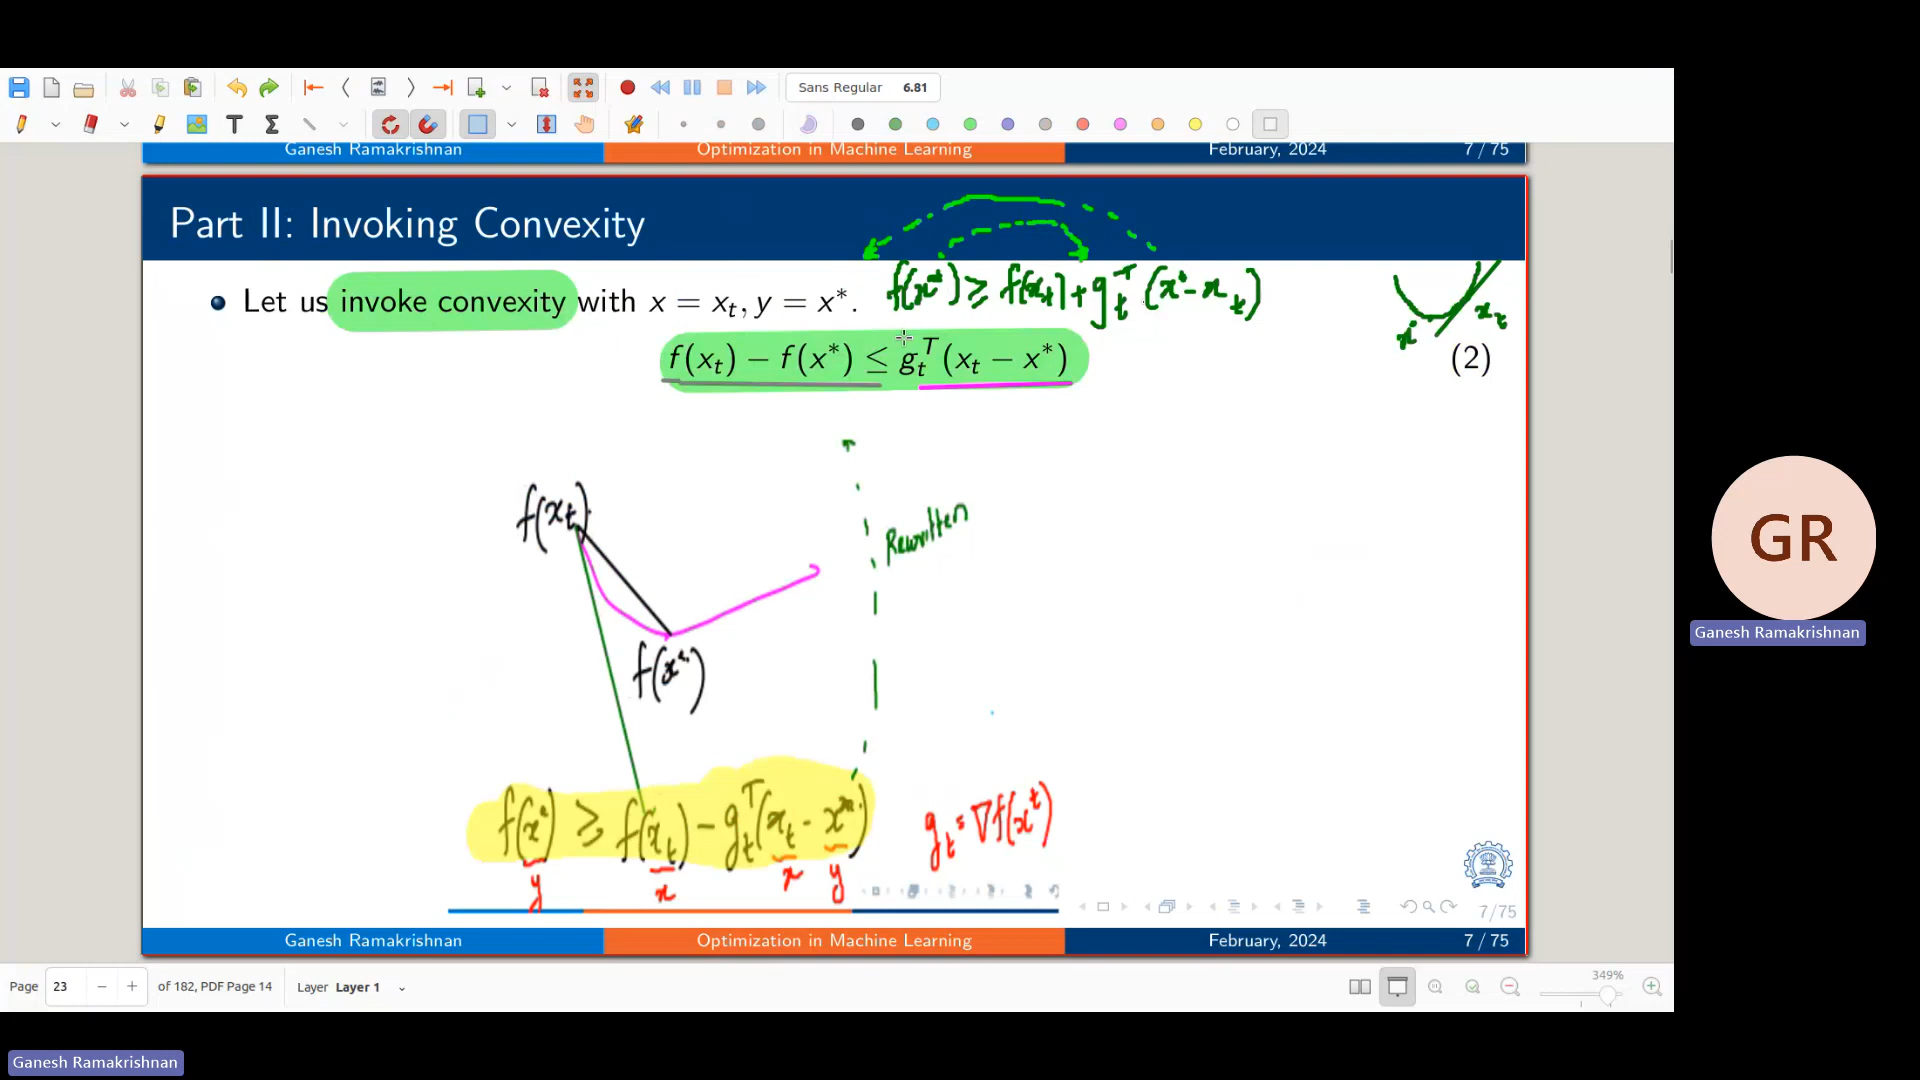 Sans Regular 6.81
Ganesh Ramakrishnan Optimization in Machine Learning February, 2024 7 / 75
Part II: Invoking Convexity
f(x*) ≥ f(x_t) + g_t^T (x* - x_t)
Let us invoke convexity with x = x_t, y = x*.
x* x_t
f(x_t) − f(x*) ≤ g_t^T (x_t − x*) (2)
f(x_t)
Rewritten
f(x*)
f(x*) ≥ f(x_t) - g_t^T (x_t - x*) g_t = ∇f(x^t)
y x x y
7/75
Ganesh Ramakrishnan Optimization in Machine Learning February, 2024 7 / 75
Page 23 − + of 182, PDF Page 14 Layer Layer 1 349%
GR
Ganesh Ramakrishnan
Ganesh Ramakrishnan